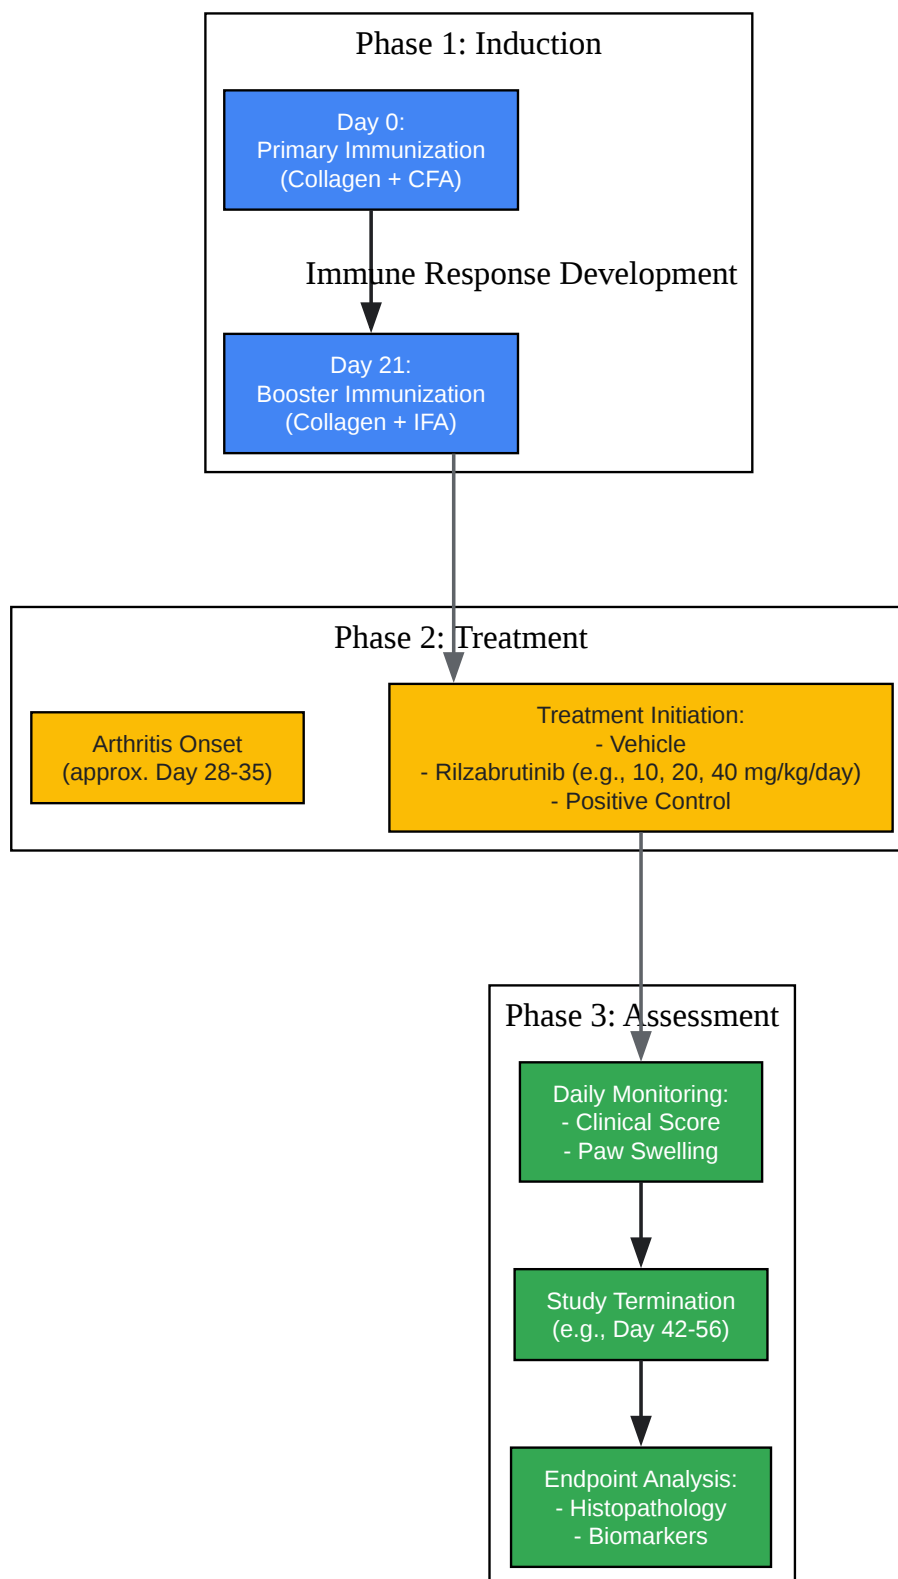 Phase 1: Induction
Day 0:
Primary Immunization
(Collagen + CFA)
Immune Response Development
Day 21:
Booster Immunization
(Collagen + IFA)
Phase 2: Treatment
Arthritis Onset
(approx. Day 28-35)
Treatment Initiation:
- Vehicle
- Rilzabrutinib (e.g., 10, 20, 40 mg/kg/day)
- Positive Control
Phase 3: Assessment
Daily Monitoring:
- Clinical Score
- Paw Swelling
Study Termination
(e.g., Day 42-56)
Endpoint Analysis:
- Histopathology
- Biomarkers